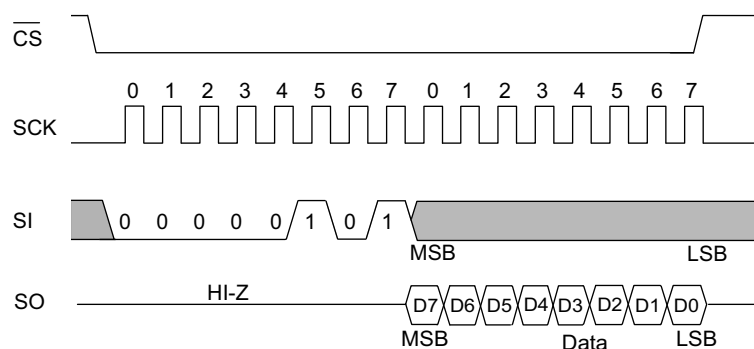 CS
0 1 2 3 4 5 6 7 0 1 2 3 4 5 6 7
SCK
SI 0 0 0 0 0 1 0 1
MSB LSB
HI-Z
SO D7 D6 D5 D4 D3 D2 D1 D0
MSB Data LSB